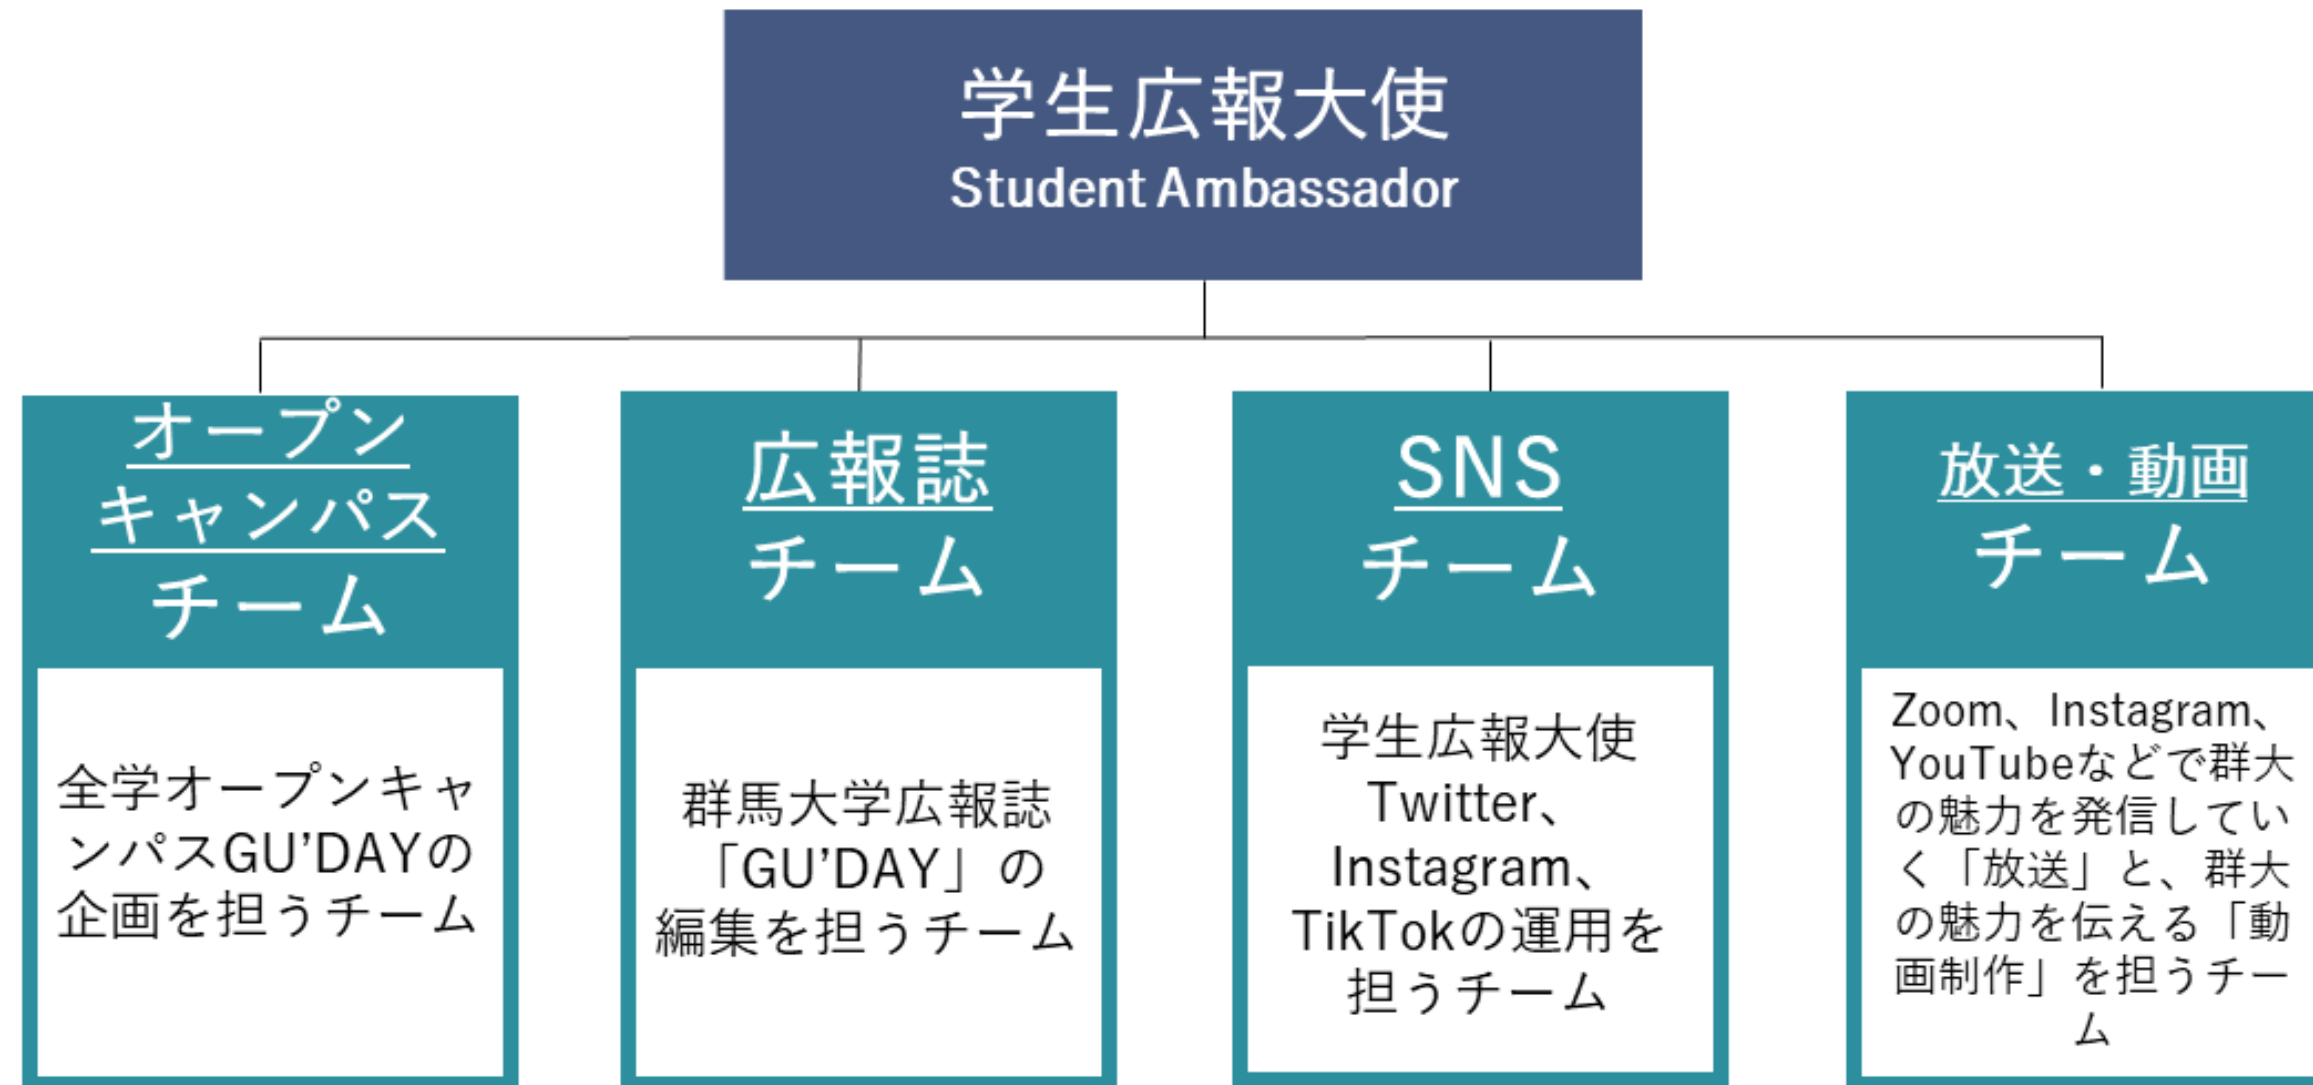 学生広報大使
Student Ambassador
オープン
キャンパス
チーム
全学オープンキャ
ンパスGU’DAYの
企画を担うチーム
広報誌
チーム
群馬大学広報誌
「GU’DAY」の
編集を担うチーム
SNS
チーム
学生広報大使
Twitter、
Instagram、
TikTokの運用を
担うチーム
放送・動画
チーム
Zoom、Instagram、
YouTubeなどで群大
の魅力を発信してい
く「放送」と、群大
の魅力を伝える「動
画制作」を担うチー
ム